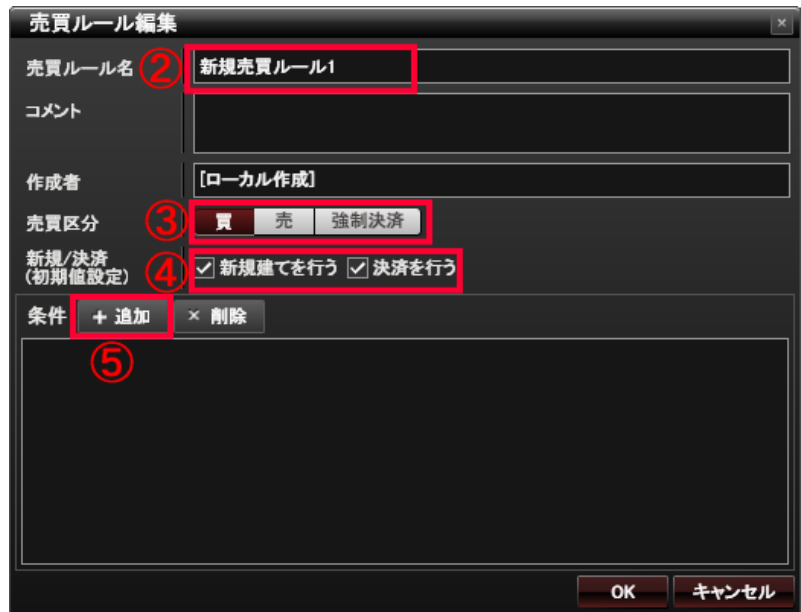 売買ルール編集 ×
売買ルール名 ② 新規売買ルール1
コメント
作成者 [ローカル作成]
売買区分 ③ 買 売 強制決済
新規/決済
(初期値設定) ④ 新規建てを行う 決済を行う
条件 + 追加 × 削除
⑤
OK キャンセル